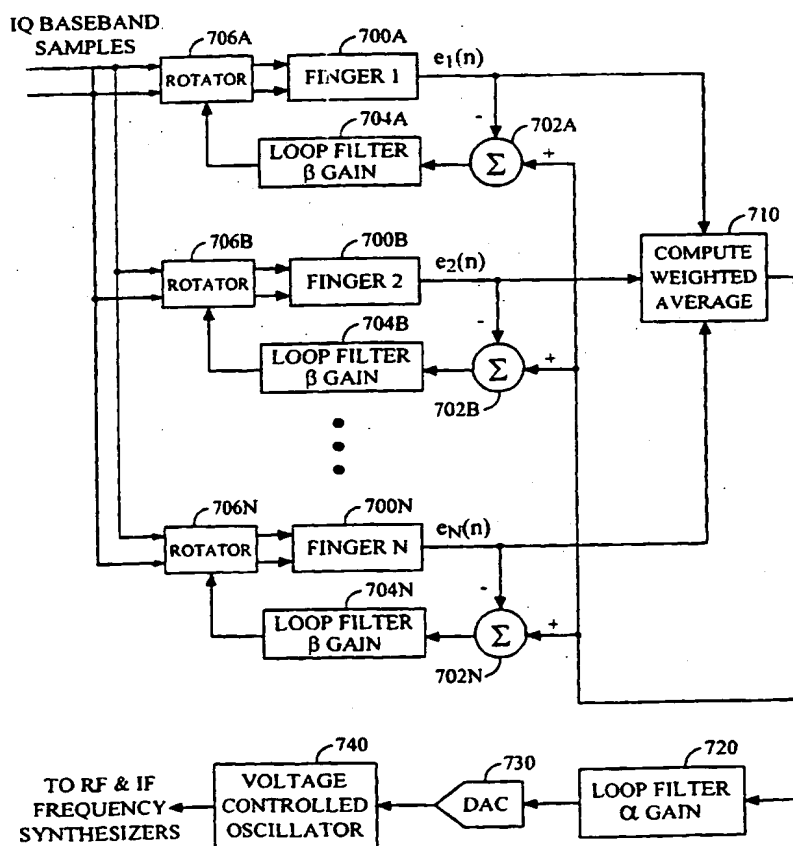 IQ BASEBAND
SAMPLES
706A
700A
e1(n)
ROTATOR
FINGER 1
704A
-
702A
LOOP FILTER
β GAIN
Σ
+
710
706B
700B
e2(n)
COMPUTE
WEIGHTED
AVERAGE
ROTATOR
FINGER 2
704B
-
LOOP FILTER
β GAIN
Σ
+
702B
706N
700N
eN(n)
ROTATOR
FINGER N
704N
-
LOOP FILTER
β GAIN
Σ
+
702N
740
730
720
TO RF & IF
FREQUENCY
SYNTHESIZERS
VOLTAGE
CONTROLLED
OSCILLATOR
DAC
LOOP FILTER
α GAIN